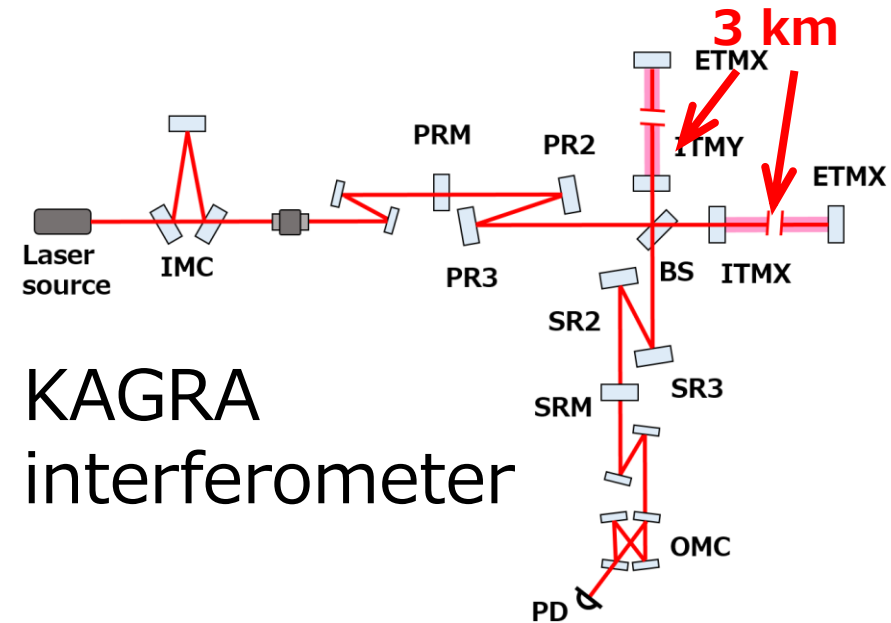 3 km
ETMX
PRM
PR2
ITMY
ETMX
Laser
source
IMC
PR3
BS
ITMX
SR2
SR3
SRM
KAGRA
interferometer
OMC
PD